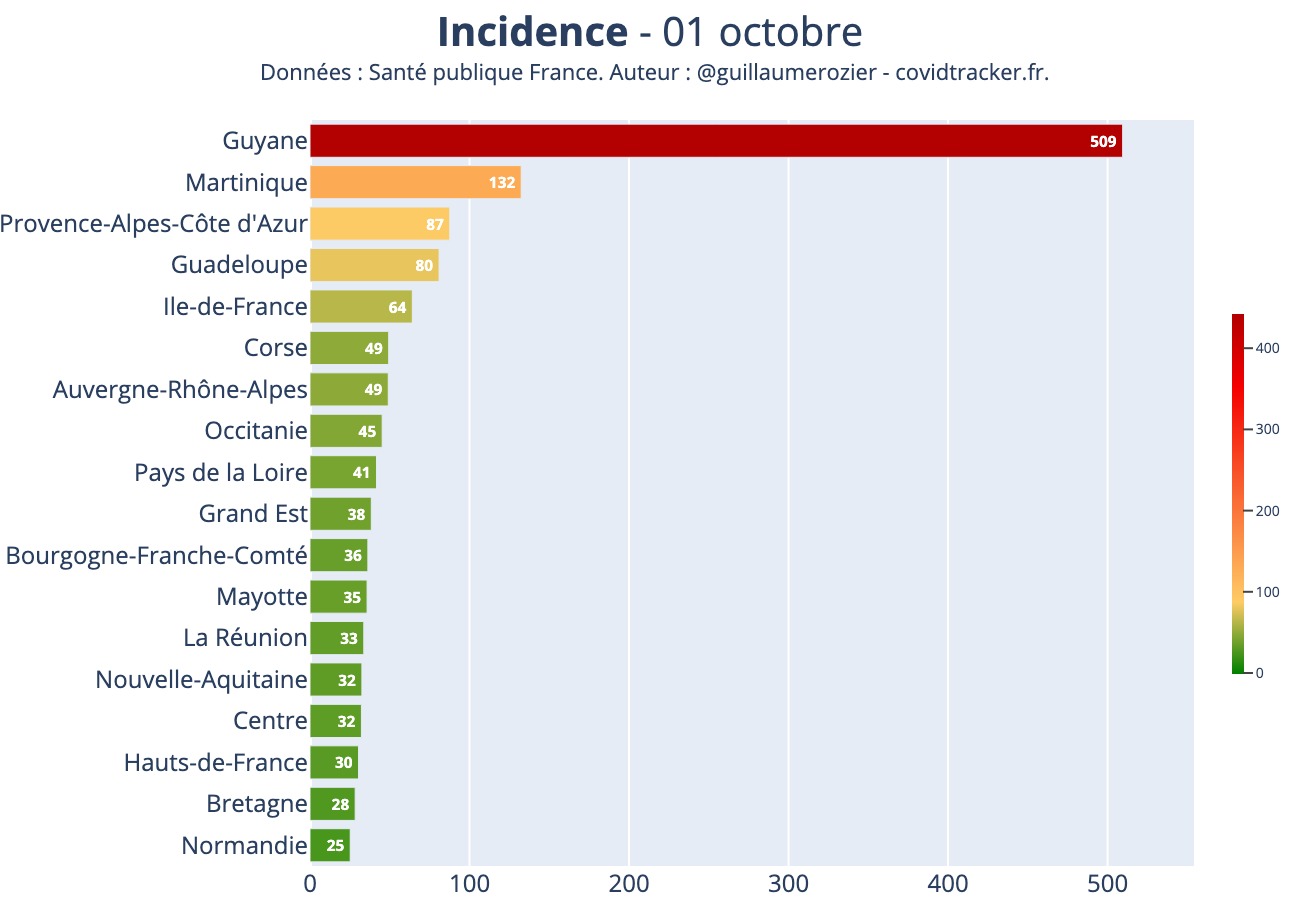 Incidence - 01 octobre
Données : Santé publique France. Auteur : @guillaumerozier - covidtracker.fr.
Guyane 509
Martinique 132
Provence-Alpes-Côte d'Azur 87
Guadeloupe 80
Ile-de-France 64
Corse 49
Auvergne-Rhône-Alpes 49
Occitanie 45
Pays de la Loire 41
Grand Est 38
Bourgogne-Franche-Comté 36
Mayotte 35
La Réunion 33
Nouvelle-Aquitaine 32
Centre 32
Hauts-de-France 30
Bretagne 28
Normandie 25
0 100 200 300 400 500
400
300
200
100
0